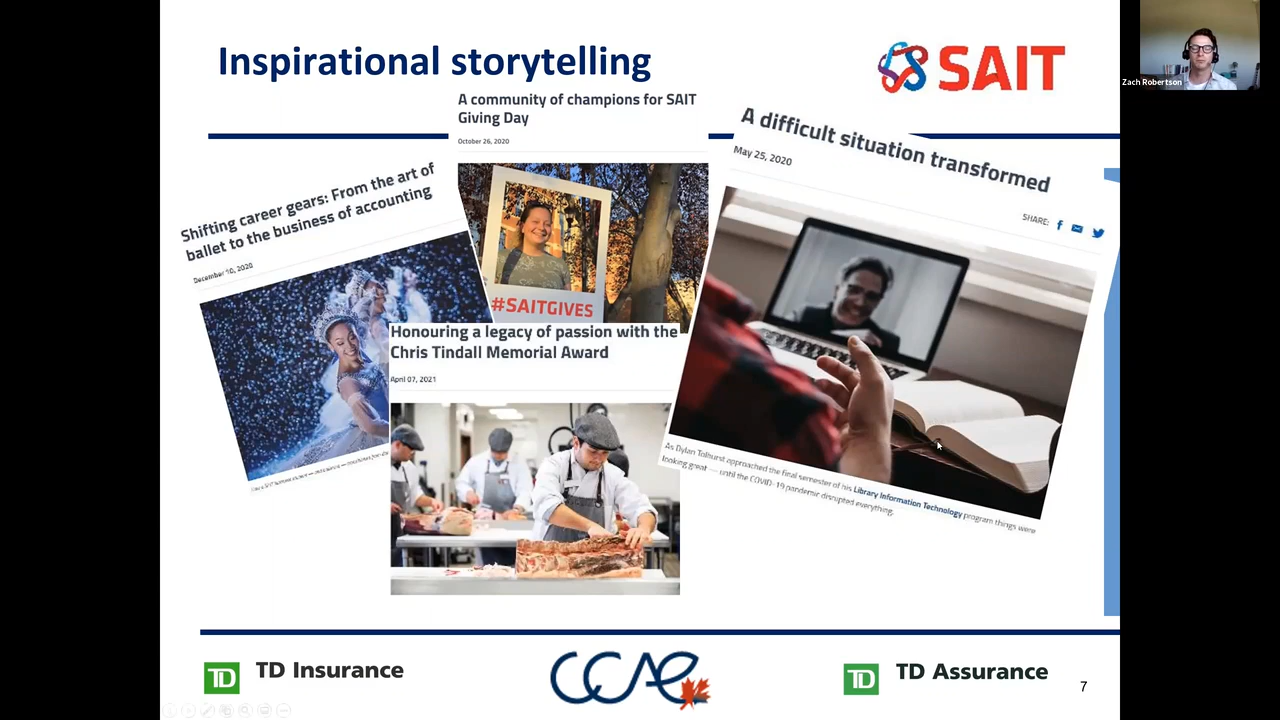 Inspirational storytelling
SAIT
Zach Robertson
A community of champions for SAIT
Giving Day
October 26, 2020
#SAITGIVES
A difficult situation transformed
May 25, 2020
SHARE:
As Dylan Tolhurst approached the final semester of his Library Information Technology program things were
looking great — until the COVID-19 pandemic disrupted everything.
Shifting career gears: From the art of
ballet to the business of accounting
December 10, 2020
Honouring a legacy of passion with the
Chris Tindall Memorial Award
April 07, 2021
TD
TD Insurance
CCAE
TD
TD Assurance
7